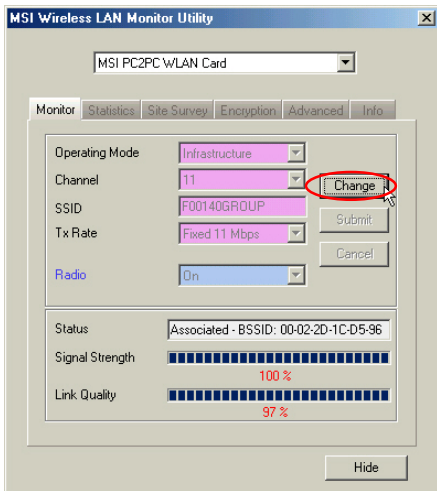 MSI Wireless LAN Monitor Utility
MSI PC2PC WLAN Card
Monitor Statistics Site Survey Encryption Advanced Info
Operating Mode Infrastructure
Channel 11 Change
SSID F00140GROUP
Submit
Tx Rate Fixed 11 Mbps
Cancel
Radio On
Status Associated - BSSID: 00-02-2D-1C-D5-96
Signal Strength
100 %
Link Quality
97 %
Hide